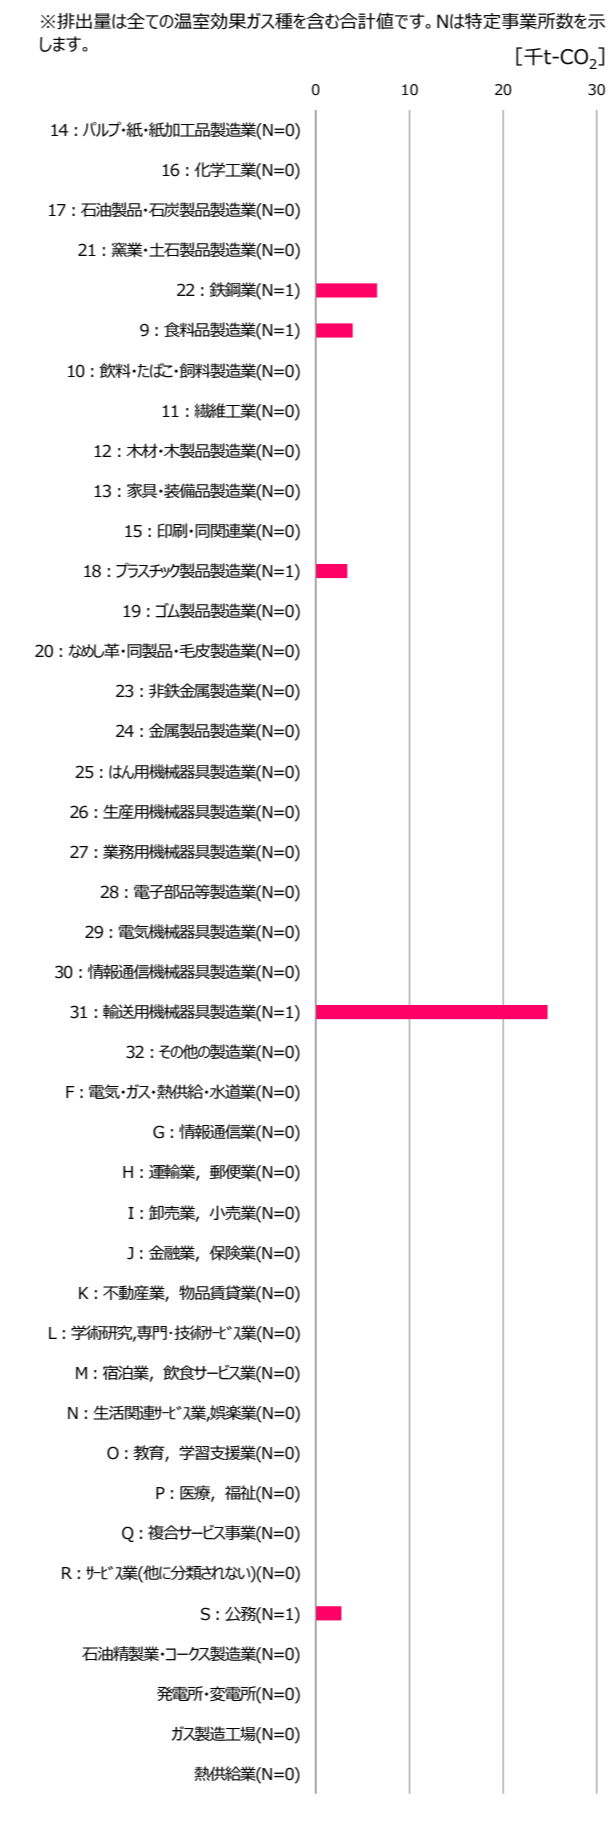 ※排出量は全ての温室効果ガス種を含む合計値です。Nは特定事業所数を示
します。
[千t-CO₂]
0 10 20 30
14：パルプ・紙・紙加工品製造業(N=0)
16：化学工業(N=0)
17：石油製品・石炭製品製造業(N=0)
21：窯業・土石製品製造業(N=0)
22：鉄鋼業(N=1)
9：食料品製造業(N=1)
10：飲料・たばこ・飼料製造業(N=0)
11：繊維工業(N=0)
12：木材・木製品製造業(N=0)
13：家具・装備品製造業(N=0)
15：印刷・同関連業(N=0)
18：プラスチック製品製造業(N=1)
19：ゴム製品製造業(N=0)
20：なめし革・同製品・毛皮製造業(N=0)
23：非鉄金属製造業(N=0)
24：金属製品製造業(N=0)
25：はん用機械器具製造業(N=0)
26：生産用機械器具製造業(N=0)
27：業務用機械器具製造業(N=0)
28：電子部品等製造業(N=0)
29：電気機械器具製造業(N=0)
30：情報通信機械器具製造業(N=0)
31：輸送用機械器具製造業(N=1)
32：その他の製造業(N=0)
F：電気・ガス・熱供給・水道業(N=0)
G：情報通信業(N=0)
H：運輸業，郵便業(N=0)
I：卸売業，小売業(N=0)
J：金融業，保険業(N=0)
K：不動産業，物品賃貸業(N=0)
L：学術研究,専門・技術ｻｰﾋﾞｽ業(N=0)
M：宿泊業，飲食サービス業(N=0)
N：生活関連ｻｰﾋﾞｽ業,娯楽業(N=0)
O：教育，学習支援業(N=0)
P：医療，福祉(N=0)
Q：複合サービス事業(N=0)
R：ｻｰﾋﾞｽ業(他に分類されない)(N=0)
S：公務(N=1)
石油精製業・コークス製造業(N=0)
発電所・変電所(N=0)
ガス製造工場(N=0)
熱供給業(N=0)